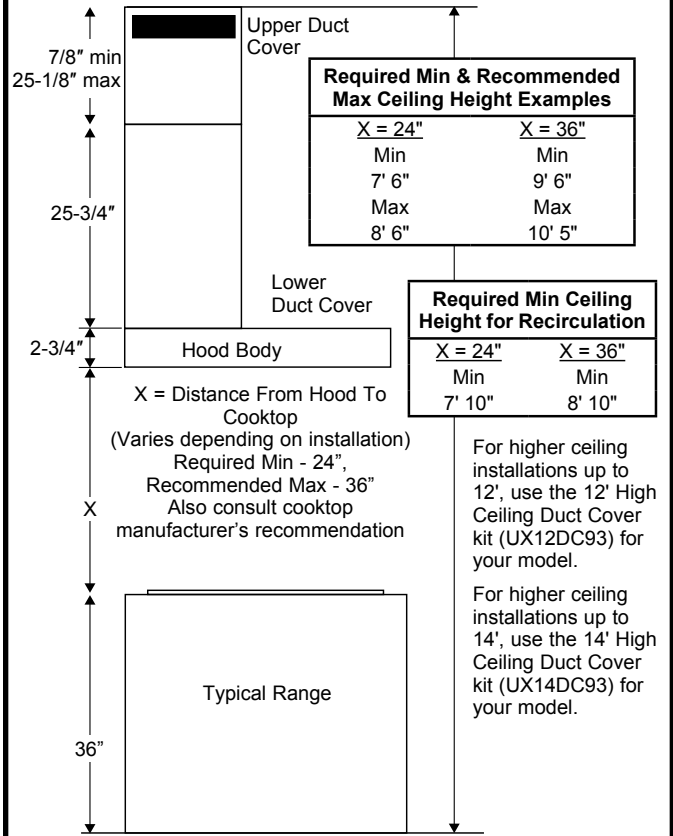 Upper Duct
Cover
7/8″ min
25-1/8″ max
Required Min & Recommended
Max Ceiling Height Examples
X = 24" X = 36"
Min Min
7' 6" 9' 6"
Max Max
8' 6" 10' 5"
25-3/4″
Lower
Duct Cover
Required Min Ceiling
Height for Recirculation
X = 24" X = 36"
Min Min
7' 10" 8' 10"
2-3/4″
Hood Body
X = Distance From Hood To
Cooktop
(Varies depending on installation)
Required Min - 24”,
Recommended Max - 36”
Also consult cooktop
manufacturer’s recommendation
X
For higher ceiling
installations up to
12', use the 12' High
Ceiling Duct Cover
kit (UX12DC93) for
your model.
For higher ceiling
installations up to
14', use the 14' High
Ceiling Duct Cover
kit (UX14DC93) for
your model.
Typical Range
36”